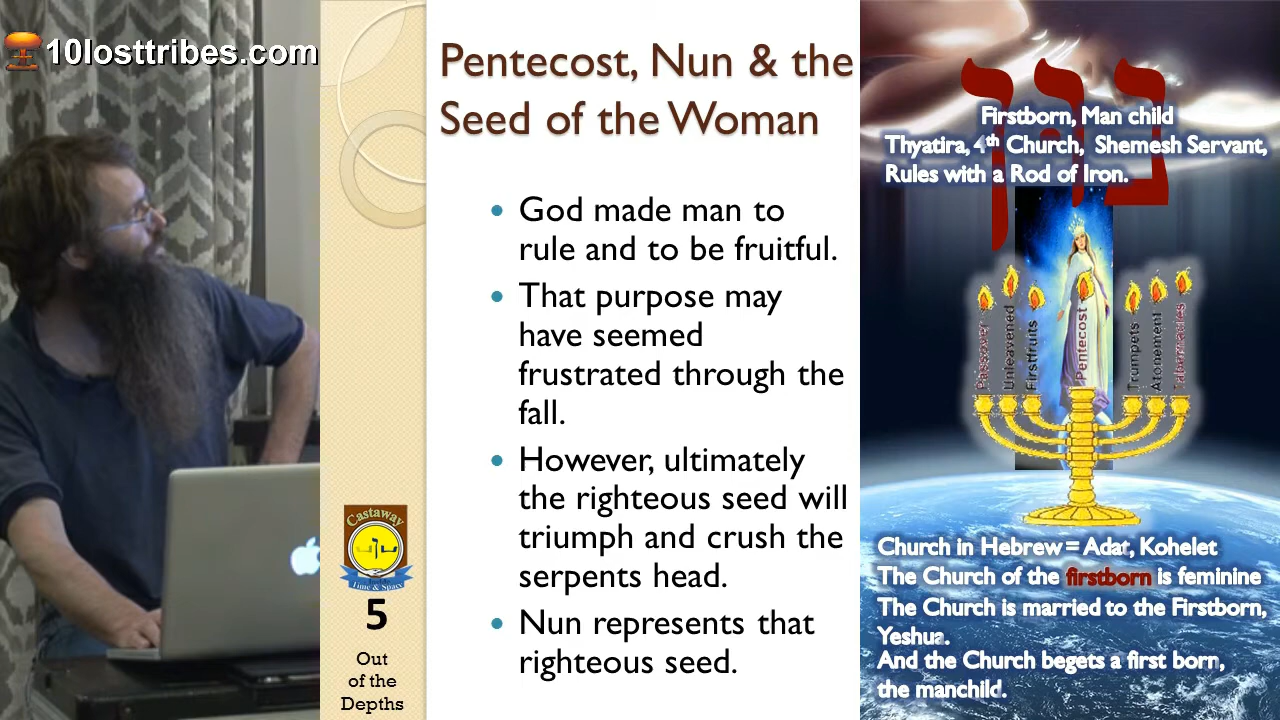 10losttribes.com
Pentecost, Nun & the
Seed of the Woman
• God made man to
rule and to be fruitful.
• That purpose may
have seemed
frustrated through the
fall.
• However, ultimately
the righteous seed will
triumph and crush the
serpents head.
• Nun represents that
righteous seed.
Castaway
Time & Space
5
Out
of the
Depths
נון
Firstborn, Man child
Thyatira, 4th Church, Shemesh Servant,
Rules with a Rod of Iron.
Passover
Unleavened
Firstfruits
Pentecost
Trumpets
Atonement
Tabernacles
Church in Hebrew = Adat, Kohelet
The Church of the firstborn is feminine
The Church is married to the Firstborn,
Yeshua.
And the Church begets a first born,
the manchild.